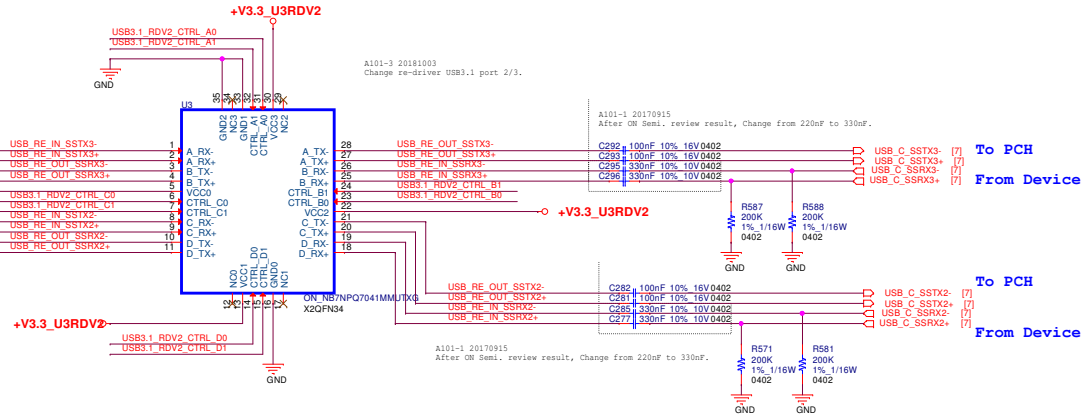 +V3.3_U3RDV2
USB3.1_RDV2_CTRL_A0
USB3.1_RDV2_CTRL_A1
GND
A101-3 20181003
Change re-driver USB3.1 port 2/3.
35 34 33 32 31 30 29
U3
GND2 NC3 GND1 CTRL_A1 CTRL_A0 VCC3 NC2
A101-1 20170915
After ON Semi. review result, Change from 220nF to 330nF.
USB_RE_IN_SSTX3- 1 A_RX- A_TX- 28 USB_RE_OUT_SSTX3- C292 100nF 10% 16V 0402 USB_C_SSTX3- [7] To PCH
USB_RE_IN_SSTX3+ 2 A_RX+ A_TX+ 27 USB_RE_OUT_SSTX3+ C293 100nF 10% 16V 0402 USB_C_SSTX3+ [7]
USB_RE_OUT_SSRX3- 3 B_TX- B_RX- 26 USB_RE_IN_SSRX3- C295 330nF 10% 10V 0402 USB_C_SSRX3- [7]
USB_RE_OUT_SSRX3+ 4 B_TX+ B_RX+ 25 USB_RE_IN_SSRX3+ C296 330nF 10% 10V 0402 USB_C_SSRX3+ [7] From Device
5 VCC0 CTRL_B1 24 USB3.1_RDV2_CTRL_B1
USB3.1_RDV2_CTRL_C0 6 CTRL_C0 CTRL_B0 23 USB3.1_RDV2_CTRL_B0
USB3.1_RDV2_CTRL_C1 7 CTRL_C1 VCC2 22 +V3.3_U3RDV2
USB_RE_IN_SSTX2- 8 C_RX- C_TX- 21
USB_RE_IN_SSTX2+ 9 C_RX+ C_TX+ 20
USB_RE_OUT_SSRX2- 10 D_TX- D_RX- 19
USB_RE_OUT_SSRX2+ 11 D_TX+ D_RX+ 18
R587 R588
200K 200K
1%_1/16W 1%_1/16W
0402 0402
GND GND
NC0 VCC1 CTRL_D0 CTRL_D1 GND0 NC1
12 13 14 15 16 17
ON_NB7NPQ7041MMUTXG
X2QFN34
To PCH
USB_RE_OUT_SSTX2- C282 100nF 10% 16V 0402 USB_C_SSTX2- [7]
USB_RE_OUT_SSTX2+ C281 100nF 10% 16V 0402 USB_C_SSTX2+ [7]
USB_RE_IN_SSRX2- C285 330nF 10% 10V 0402 USB_C_SSRX2- [7]
USB_RE_IN_SSRX2+ C277 330nF 10% 10V 0402 USB_C_SSRX2+ [7]
From Device
+V3.3_U3RDV2
USB3.1_RDV2_CTRL_D0
USB3.1_RDV2_CTRL_D1
GND
A101-1 20170915
After ON Semi. review result, Change from 220nF to 330nF.
R571 R581
200K 200K
1%_1/16W 1%_1/16W
0402 0402
GND GND